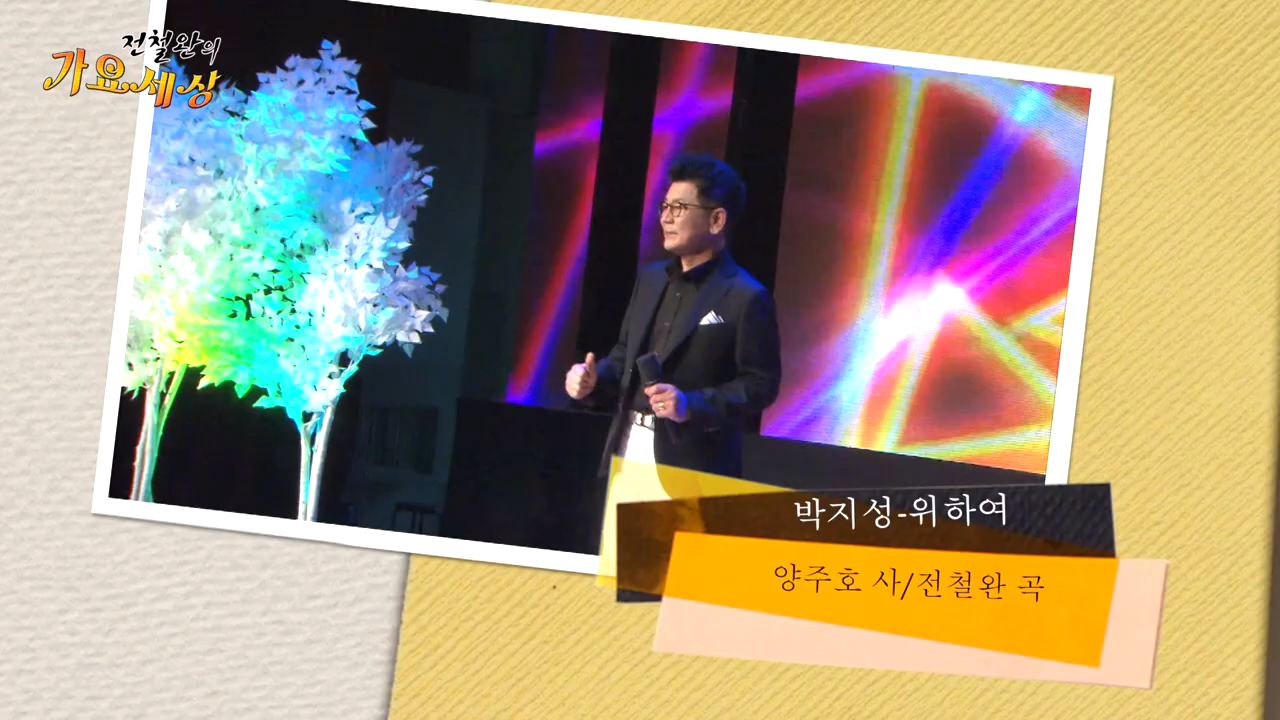 전철완의
가요세상
박지성-위하여
양주호 사/전철완 곡